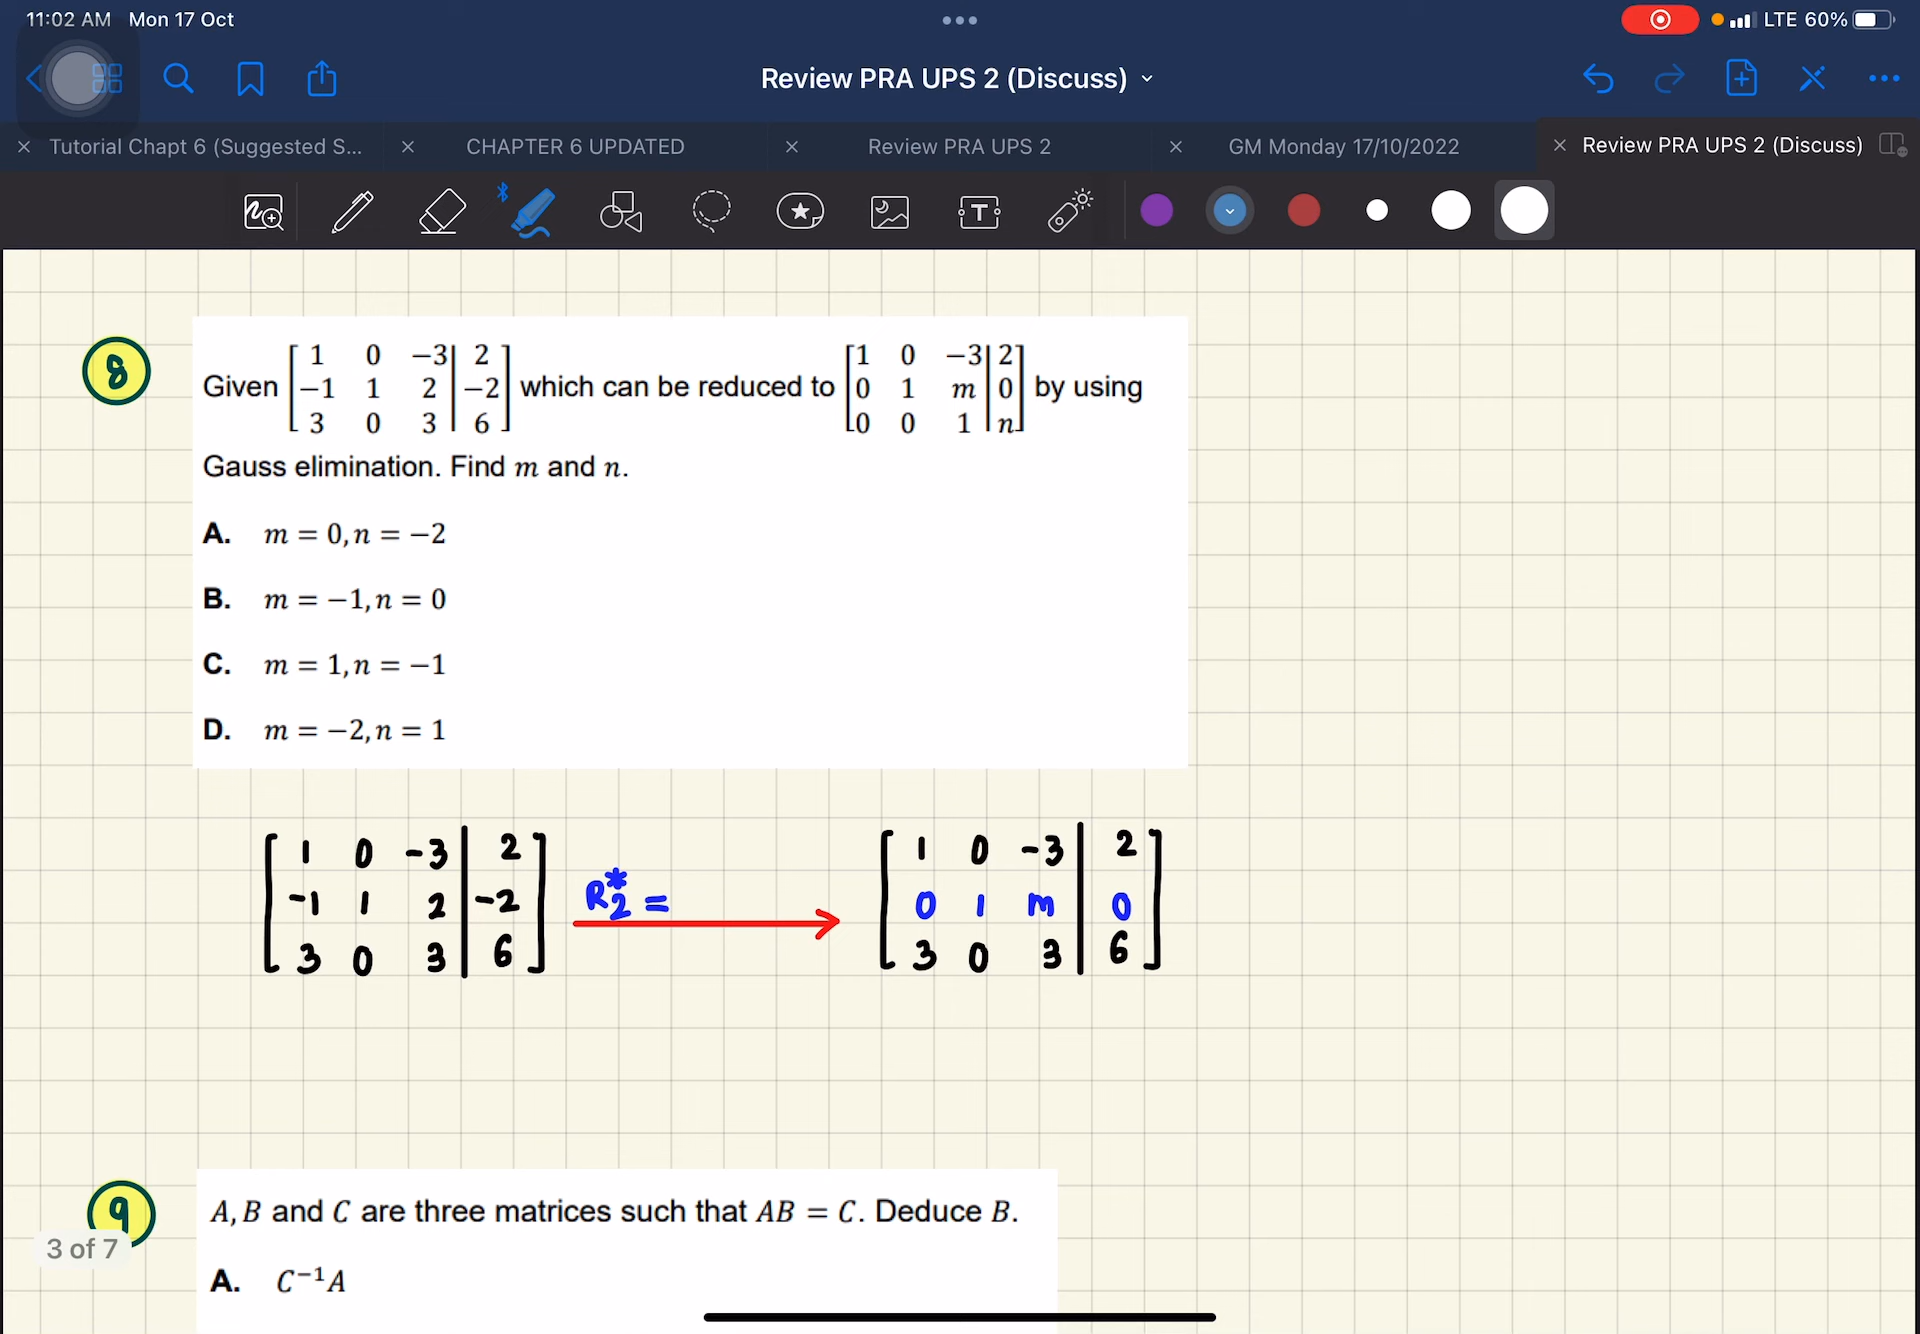 11:02 AM Mon 17 Oct
LTE 60%
Review PRA UPS 2 (Discuss)
Tutorial Chapt 6 (Suggested S... CHAPTER 6 UPDATED Review PRA UPS 2 GM Monday 17/10/2022 Review PRA UPS 2 (Discuss)
8
Given [1 0 −3 | 2; −1 1 2 | −2; 3 0 3 | 6] which can be reduced to [1 0 −3 | 2; 0 1 m | 0; 0 0 1 | n] by using
Gauss elimination. Find m and n.
A. m = 0, n = −2
B. m = −1, n = 0
C. m = 1, n = −1
D. m = −2, n = 1
1 0 -3 | 2 1 0 -3 | 2
-1 1 2 | -2 R₂* = 0 1 m | 0
3 0 3 | 6 3 0 3 | 6
9
A, B and C are three matrices such that AB = C. Deduce B.
3 of 7
A. C⁻¹A